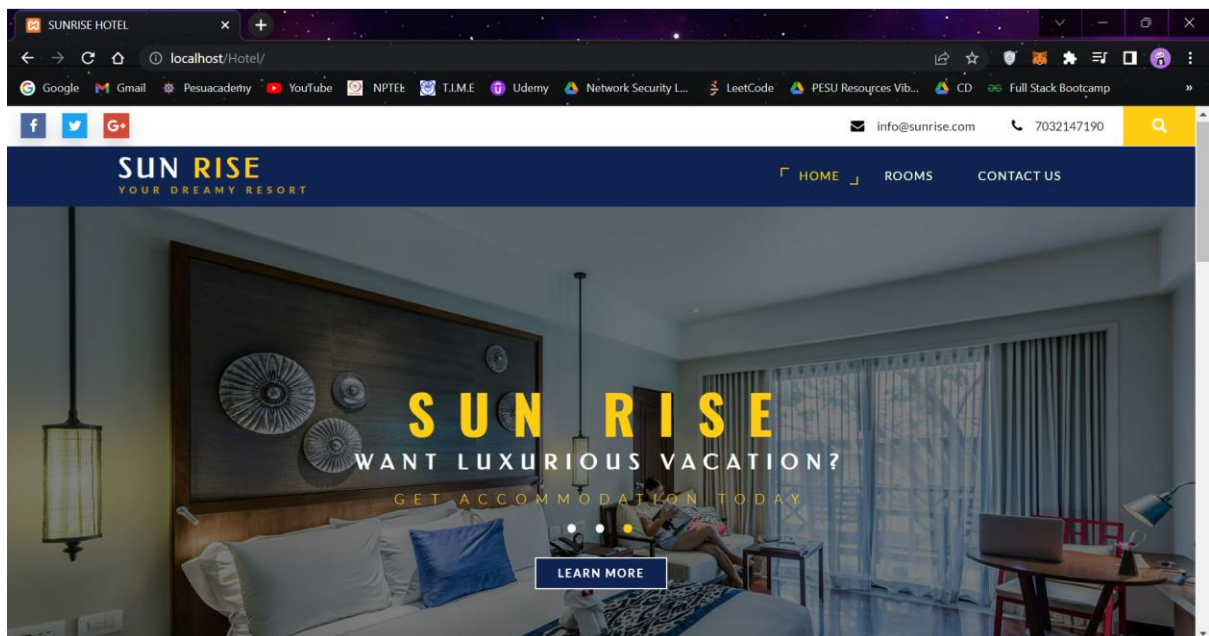 SUNRISE HOTEL
localhost/Hotel/
Google Gmail Pesuacademy YouTube NPTEL T.I.M.E Udemy Network Security L... LeetCode PESU Resources Vib... CD Full Stack Bootcamp »
f G+ info@sunrise.com 7032147190
SUN RISE
YOUR DREAMY RESORT
HOME ROOMS CONTACT US
SUN RISE
WANT LUXURIOUS VACATION?
GET ACCOMMODATION TODAY
LEARN MORE